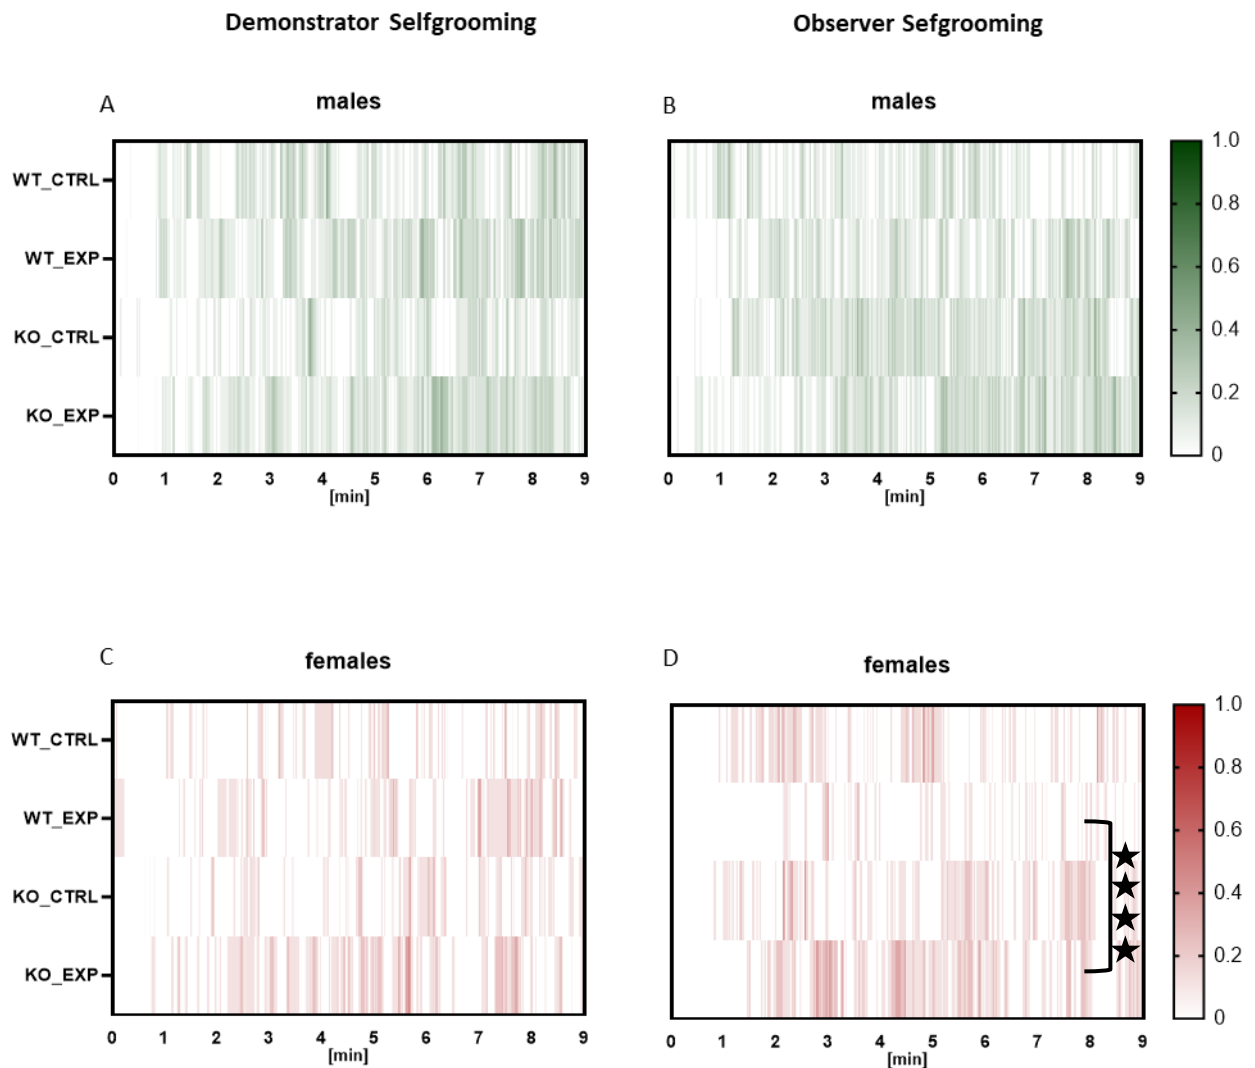 Demonstrator Selfgrooming
Observer Sefgrooming
A
males
B
males
WT_CTRL
WT_EXP
KO_CTRL
KO_EXP
1.0
0.8
0.6
0.4
0.2
0
0 1 2 3 4 5 6 7 8 9
[min]
0 1 2 3 4 5 6 7 8 9
[min]
C
females
D
females
WT_CTRL
WT_EXP
KO_CTRL
KO_EXP
1.0
0.8
0.6
0.4
0.2
0
0 1 2 3 4 5 6 7 8 9
[min]
0 1 2 3 4 5 6 7 8 9
[min]